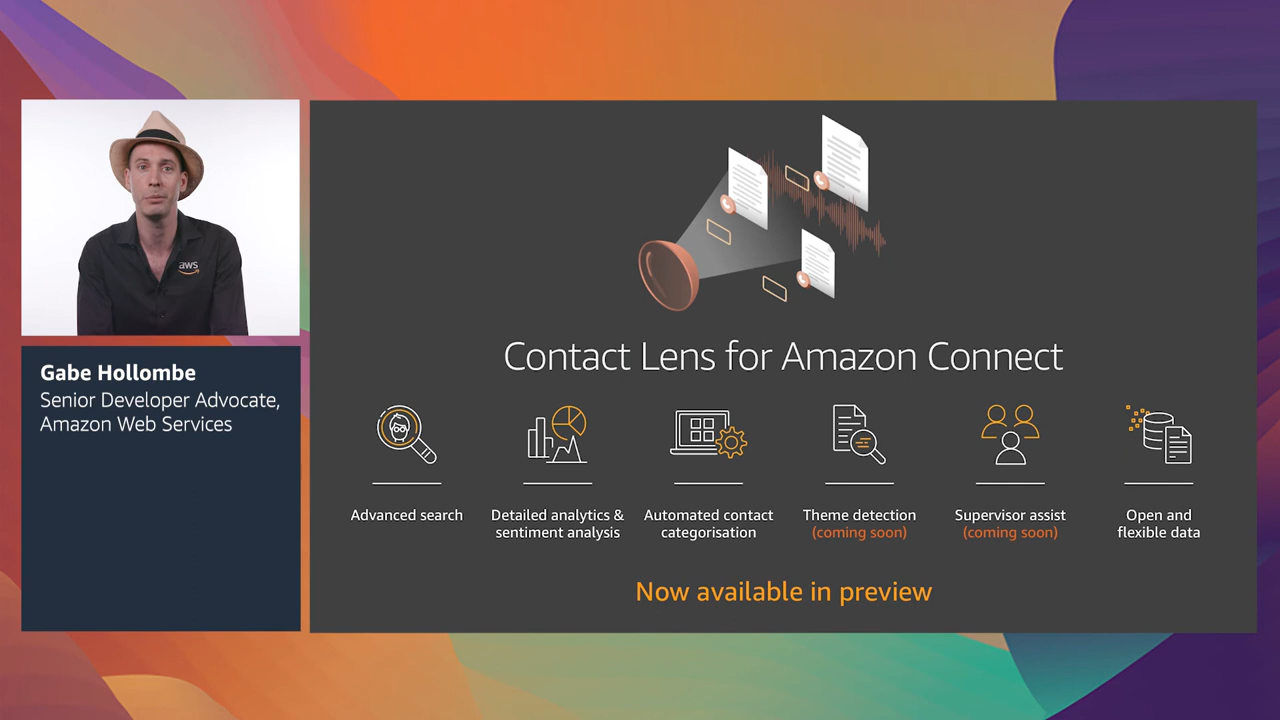 aws
Gabe Hollombe
Senior Developer Advocate,
Amazon Web Services
Contact Lens for Amazon Connect
Advanced search
Detailed analytics &
sentiment analysis
Automated contact
categorisation
Theme detection
(coming soon)
Supervisor assist
(coming soon)
Open and
flexible data
Now available in preview